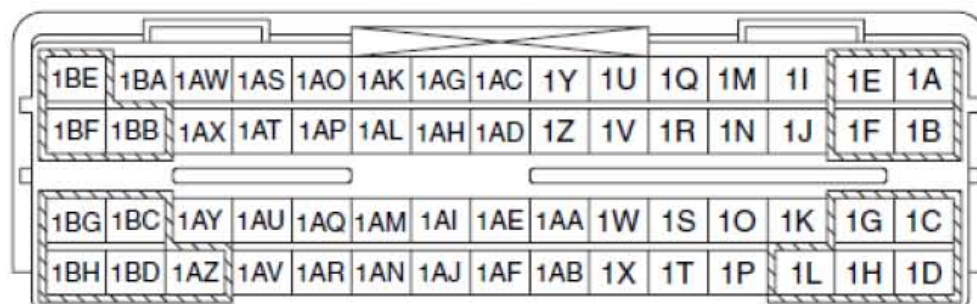 1BE 1BA 1AW 1AS 1AO 1AK 1AG 1AC 1Y 1U 1Q 1M 1I 1E 1A
1BF 1BB 1AX 1AT 1AP 1AL 1AH 1AD 1Z 1V 1R 1N 1J 1F 1B
1BG 1BC 1AY 1AU 1AQ 1AM 1AI 1AE 1AA 1W 1S 1O 1K 1G 1C
1BH 1BD 1AZ 1AV 1AR 1AN 1AJ 1AF 1AB 1X 1T 1P 1L 1H 1D